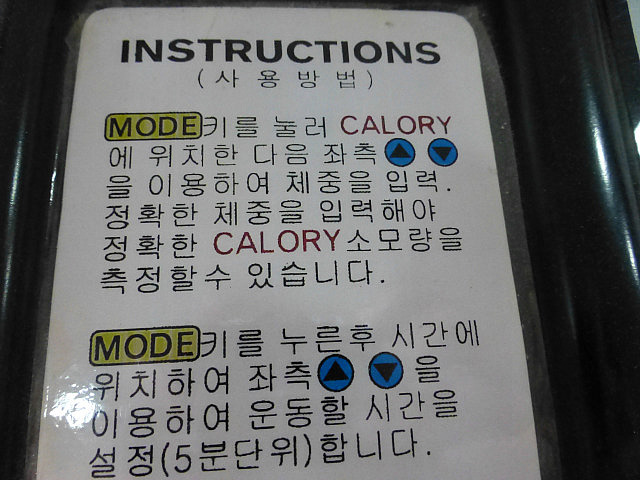 INSTRUCTIONS
(사용방법)
MODE키를 눌러 CALORY
에 위치한 다음 좌측▲ ▼
을 이용하여 체중을 입력.
정확한 체중을 입력해야
정확한 CALORY소모량을
측정할수 있습니다.
MODE키를 누른후 시간에
위치하여 좌측▲ ▼을
이용하여 운동할 시간을
설정(5분단위)합니다.